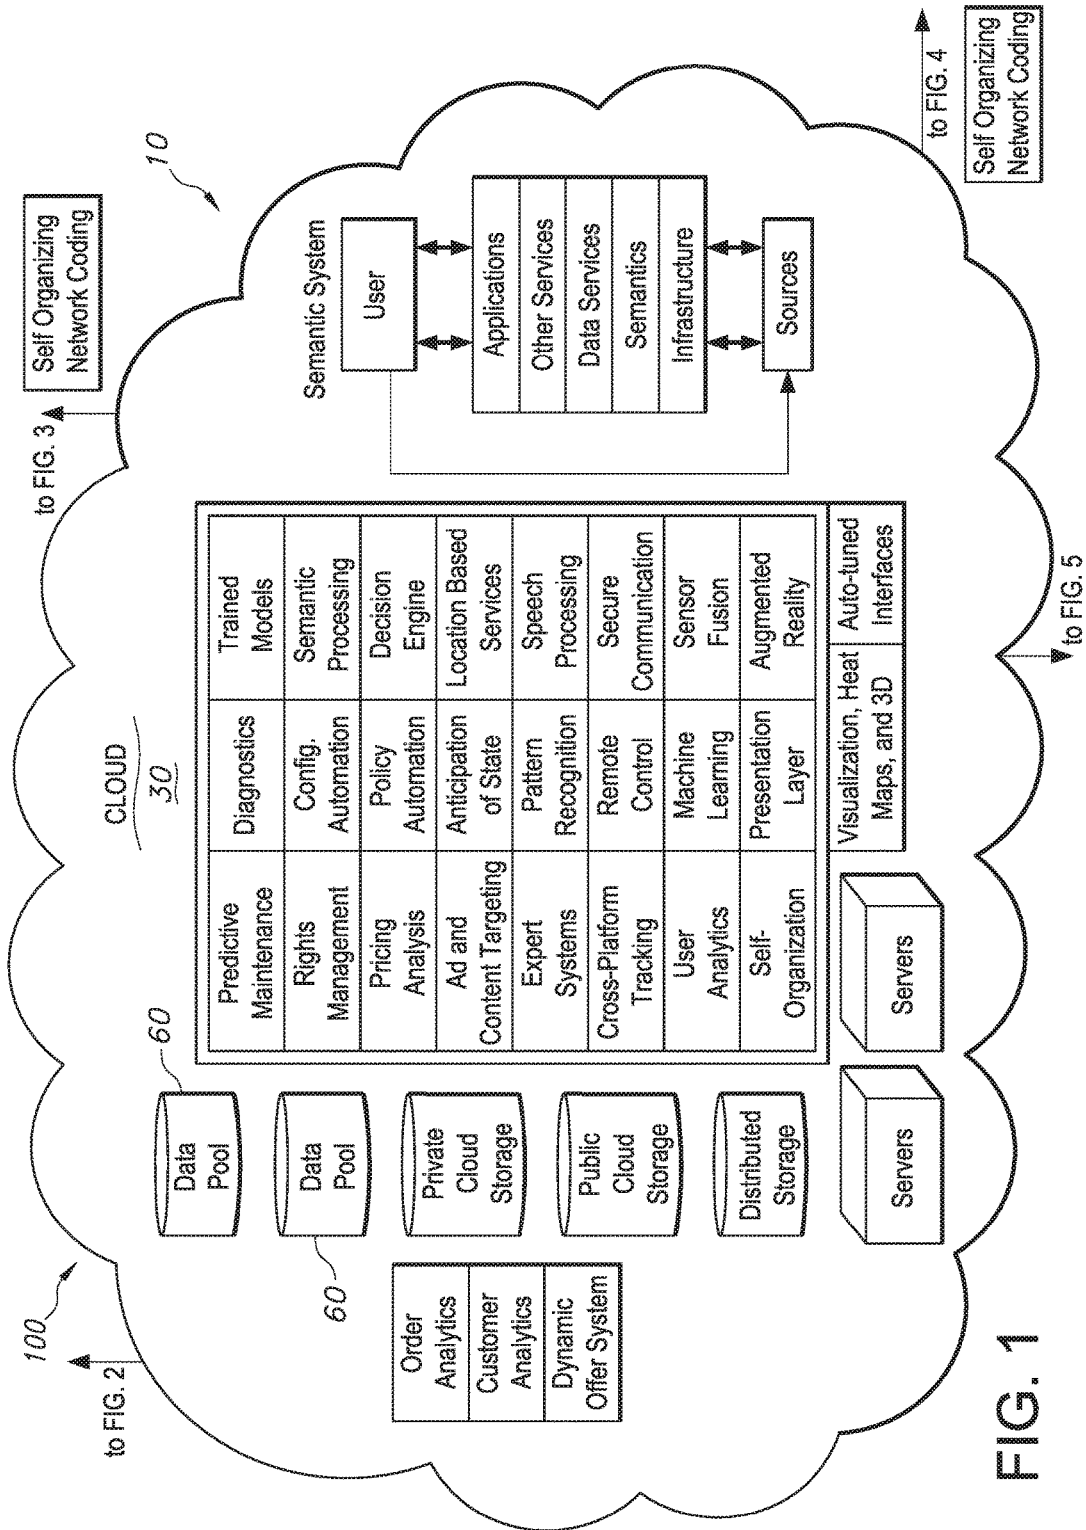 to FIG. 2
100
to FIG. 3
Self Organizing
Network Coding
10
CLOUD
30
60
Data
Pool
60
Data
Pool
Private
Cloud
Storage
Public
Cloud
Storage
Distributed
Storage
Order
Analytics
Customer
Analytics
Dynamic
Offer System
Predictive
Maintenance
Diagnostics
Trained
Models
Rights
Management
Config.
Automation
Semantic
Processing
Pricing
Analysis
Policy
Automation
Decision
Engine
Ad and
Content Targeting
Anticipation
of State
Location Based
Services
Expert
Systems
Pattern
Recognition
Speech
Processing
Cross-Platform
Tracking
Remote
Control
Secure
Communication
User
Analytics
Machine
Learning
Sensor
Fusion
Self-
Organization
Presentation
Layer
Augmented
Reality
Visualization, Heat
Maps, and 3D
Auto-tuned
Interfaces
Servers
Servers
Semantic System
User
Applications
Other Services
Data Services
Semantics
Infrastructure
Sources
to FIG. 4
Self Organizing
Network Coding
to FIG. 5
FIG. 1